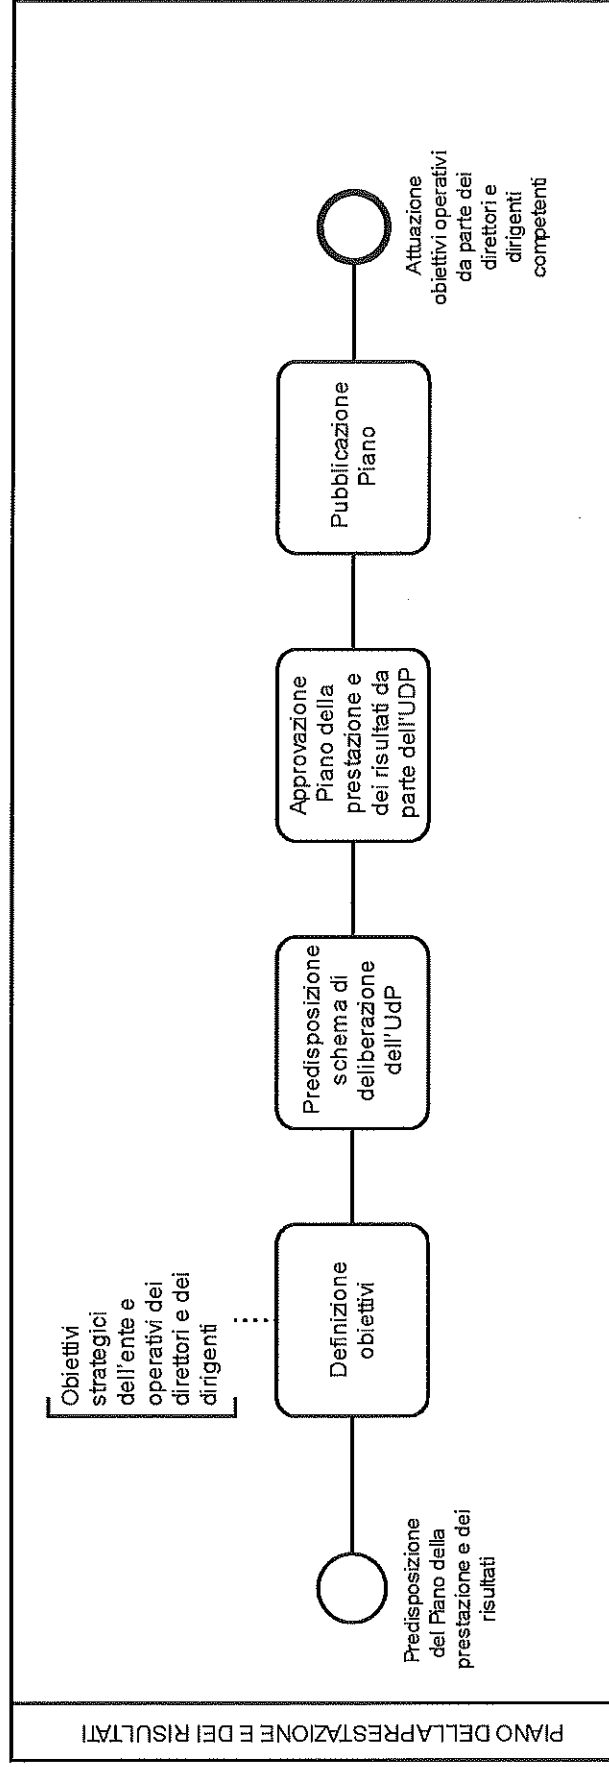 PIANO DELLAPRESTAZIONE E DEI RISULTATI
Predisposizione
del Piano della
prestazione e dei
risultati
Obiettivi
strategici
dell'ente e
operativi dei
direttori e dei
dirigenti
Definizione
obiettivi
Predisposizione
schema di
deliberazione
dell'UdP
Approvazione
Piano della
prestazione e
dei risultati da
parte dell'UDP
Pubblicazione
Piano
Attuazione
obiettivi operativi
da parte dei
direttori e
dirigenti
competenti